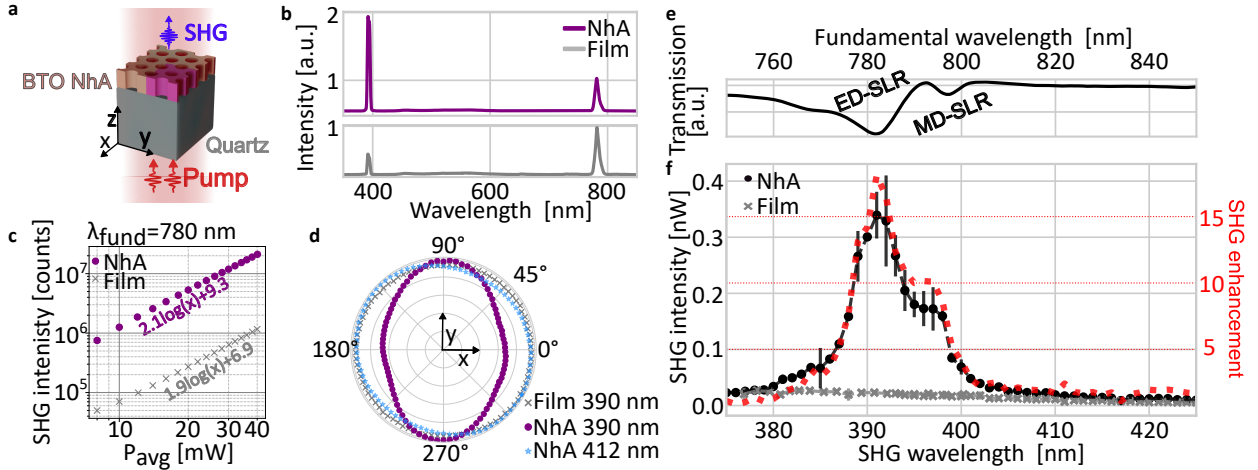 a
SHG
BTO NhA
z
y
x
Quartz
Pump
b
Intensity [a.u.]
2
1
1
NhA
Film
400
600
800
Wavelength [nm]
c
λfund=780 nm
SHG intenisty [counts]
10⁷
10⁶
10⁵
NhA
Film
2.1log(x)+9.3
1.9log(x)+6.9
10
20
30
40
Pavg [mW]
d
90°
45°
180°
0°
270°
y
x
Film 390 nm
NhA 390 nm
NhA 412 nm
e
Fundamental wavelength [nm]
760
780
800
820
840
Transmission
[a.u.]
ED-SLR
MD-SLR
f
SHG intensity [nW]
0.4
0.3
0.2
0.1
0.0
NhA
Film
SHG enhancement
15
10
5
380
390
400
410
420
SHG wavelength [nm]